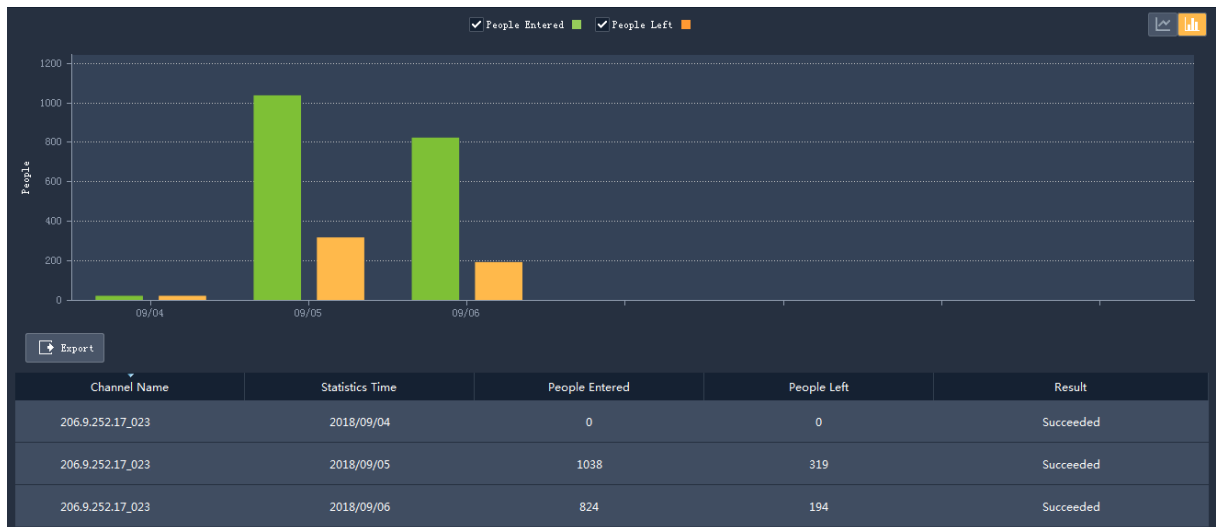 People Entered People Left
1200
1000
800
600
400
200
0
People
09/04 09/05 09/06
Export
Channel Name Statistics Time People Entered People Left Result
206.9.252.17_023 2018/09/04 0 0 Succeeded
206.9.252.17_023 2018/09/05 1038 319 Succeeded
206.9.252.17_023 2018/09/06 824 194 Succeeded